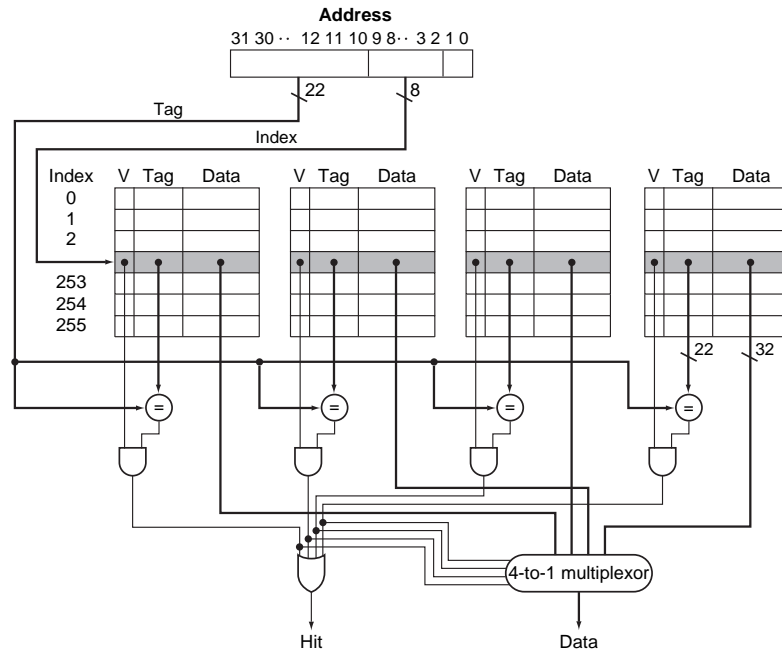 Address
31 30 ·· 12 11 10 9 8 ·· 3 2 1 0
22
8
Tag
Index
Index V Tag Data V Tag Data V Tag Data V Tag Data
0
1
2
253
254
255
22
32
= = = =
4-to-1 multiplexor
Hit
Data